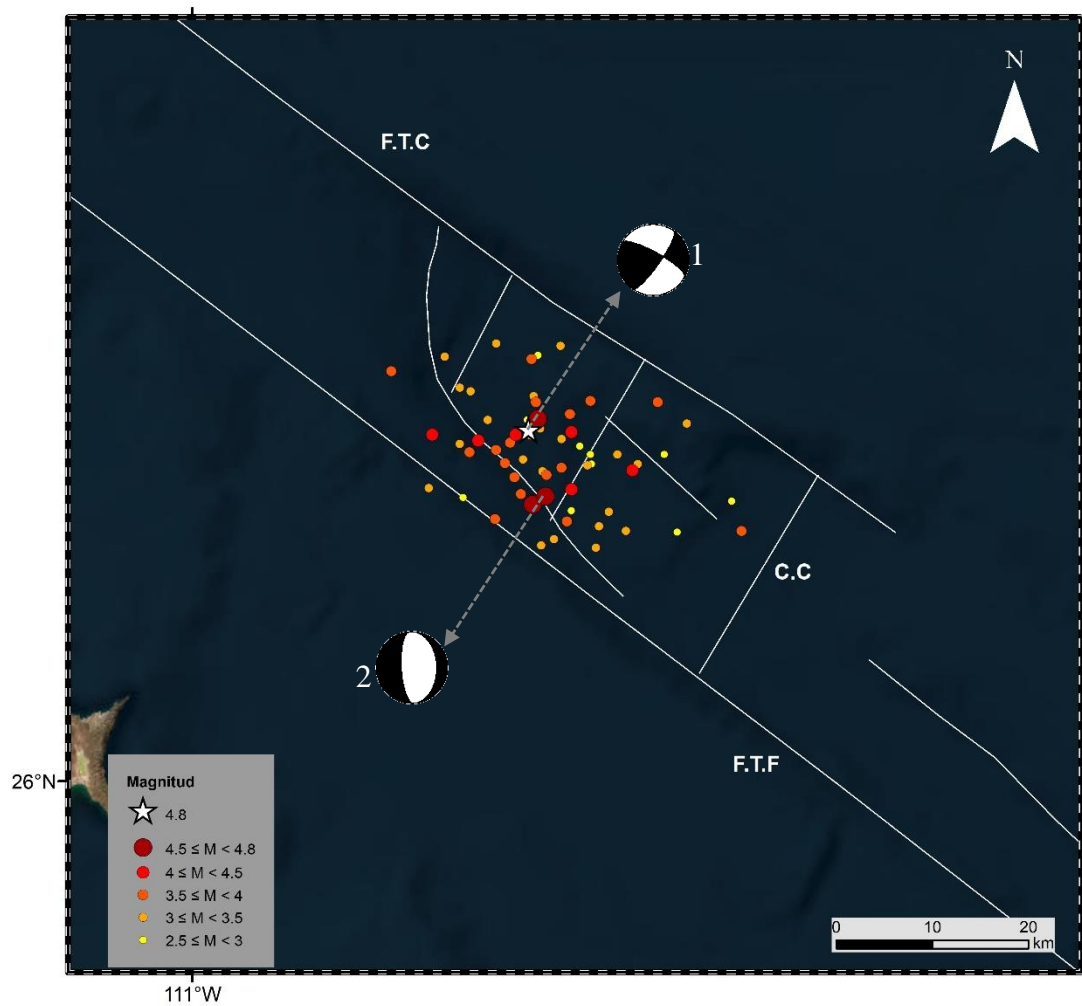 N
F.T.C
1
C.C
2
F.T.F
26°N
Magnitud
4.8
4.5 ≤ M < 4.8
4 ≤ M < 4.5
3.5 ≤ M < 4
3 ≤ M < 3.5
2.5 ≤ M < 3
0 10 20
km
111°W